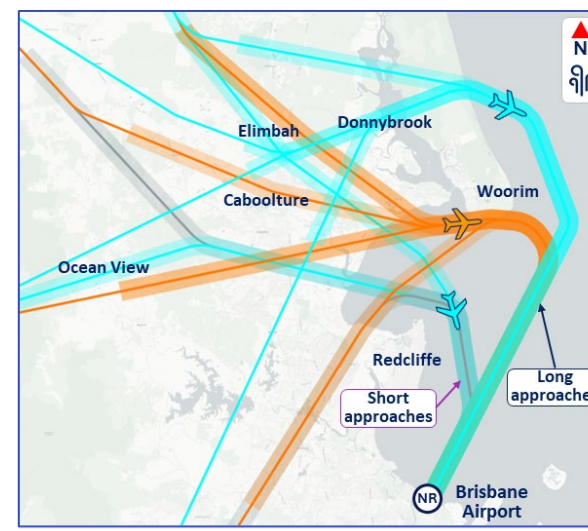 N
Elimbah
Donnybrook
Woorim
Caboolture
Ocean View
Redcliffe
Short
approaches
Long
approache
NR
Brisbane
Airport